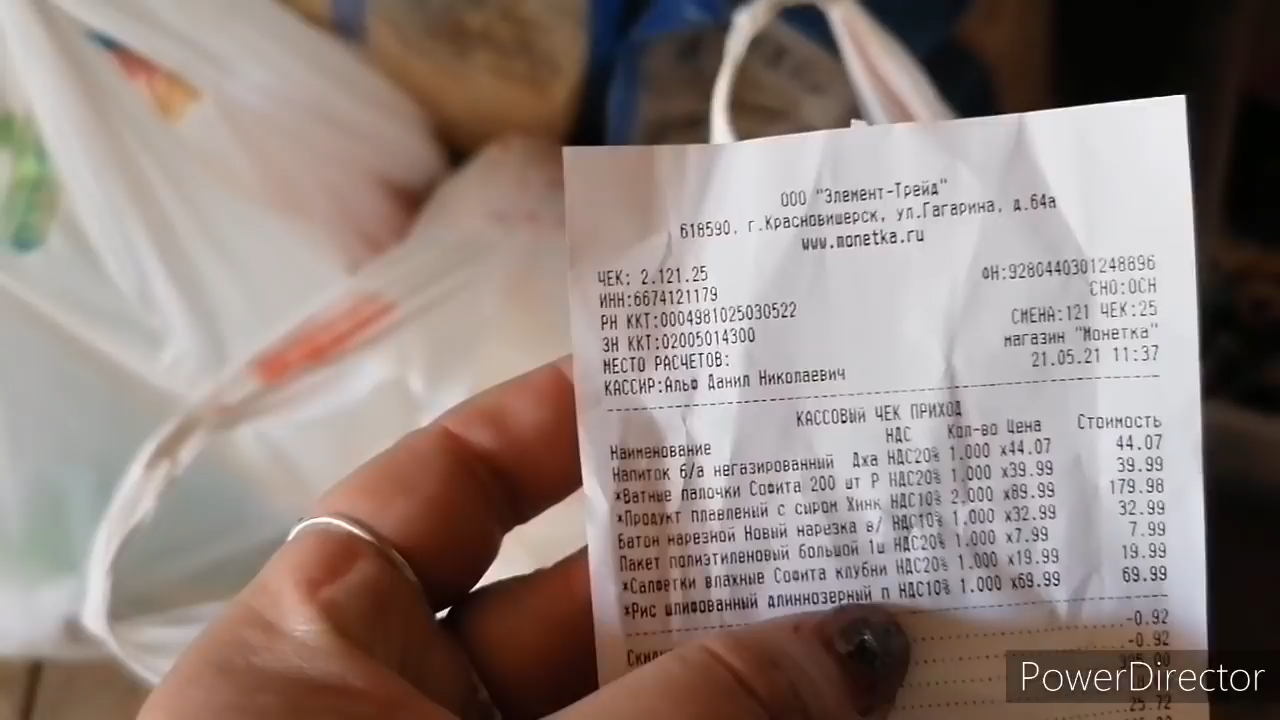 ООО "Элемент-Трейд"
618590, г.Красновишерск, ул.Гагарина, д.64а
www.monetka.ru
ЧЕК: 2.121.25 ФН:9280440301248896
ИНН:6674121179 СНО:ОСН
РН ККТ:0004981025030522 СМЕНА:121 ЧЕК:25
ЗН ККТ:02005014300 магазин "Монетка"
МЕСТО РАСЧЕТОВ: 21.05.21 11:37
КАССИР:Альф Данил Николаевич
КАССОВЫЙ ЧЕК ПРИХОД
Наименование НДС Кол-во Цена Стоимость
Напиток б/а негазированный Джа НДС20% 1.000 x44.07 44.07
*Ватные палочки Софита 200 шт Р НДС20% 1.000 x39.99 39.99
*Продукт плавленый с сыром Хинк НДС10% 2.000 x89.99 179.98
Батон нарезной Новый нарезка в/ НДС10% 1.000 x32.99 32.99
Пакет полиэтиленовый большой 1ш НДС20% 1.000 x7.99 7.99
*Салфетки влажные Софита клубни НДС20% 1.000 x19.99 19.99
*Рис шлифованный длиннозерный п НДС10% 1.000 x69.99 69.99
-0.92
-0.92
25.72
PowerDirector